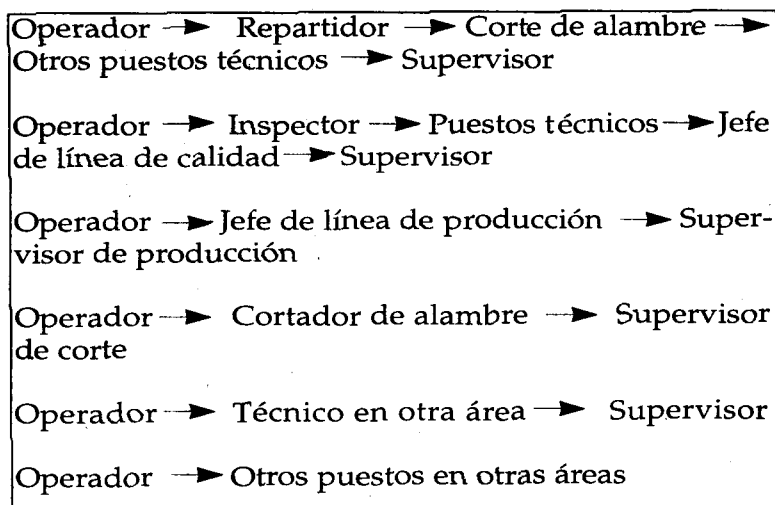 Operador → Repartidor → Corte de alambre →
Otros puestos técnicos → Supervisor
Operador → Inspector → Puestos técnicos → Jefe
de línea de calidad → Supervisor
Operador → Jefe de línea de producción → Super-
visor de producción
Operador → Cortador de alambre → Supervisor
de corte
Operador → Técnico en otra área → Supervisor
Operador → Otros puestos en otras áreas